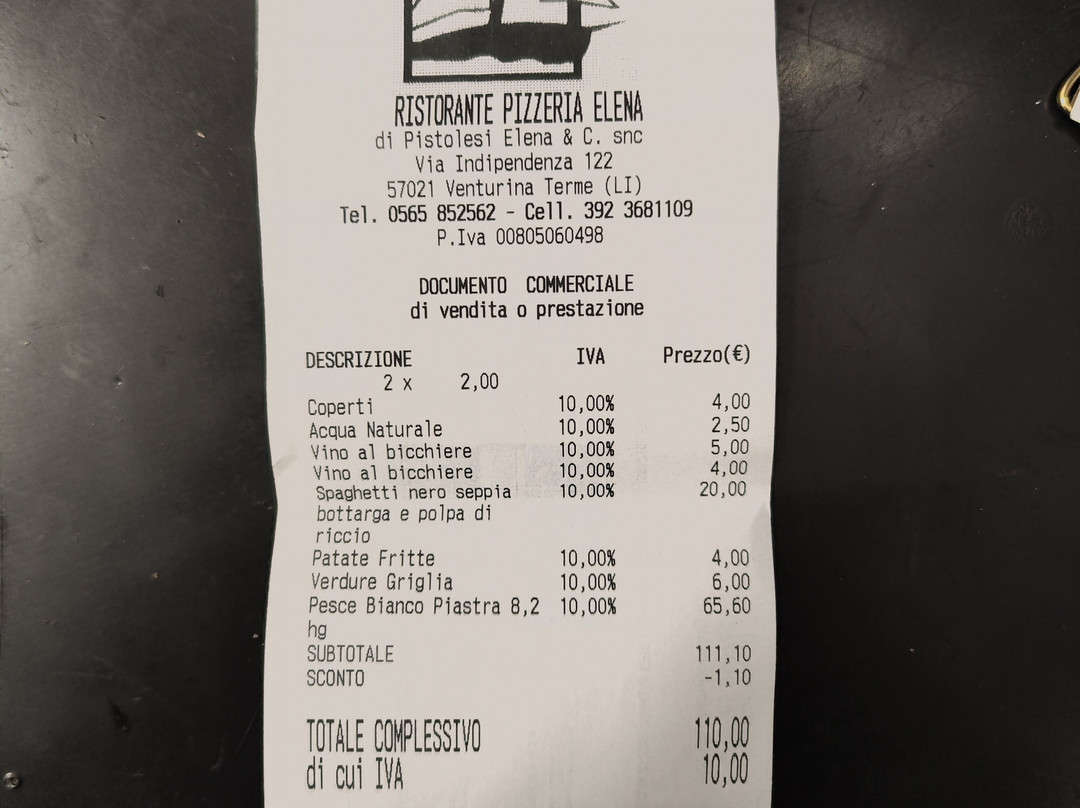 RISTORANTE PIZZERIA ELENA
di Pistolesi Elena & C. snc
Via Indipendenza 122
57021 Venturina Terme (LI)
Tel. 0565 852562 - Cell. 392 3681109
P.Iva 00805060498
DOCUMENTO COMMERCIALE
di vendita o prestazione
DESCRIZIONE IVA Prezzo(€)
2 x 2,00
Coperti 10,00% 4,00
Acqua Naturale 10,00% 2,50
Vino al bicchiere 10,00% 5,00
Vino al bicchiere 10,00% 4,00
Spaghetti nero seppia 10,00% 20,00
bottarga e polpa di
riccio
Patate Fritte 10,00% 4,00
Verdure Griglia 10,00% 6,00
Pesce Bianco Piastra 8,2 10,00% 65,60
hg
SUBTOTALE 111,10
SCONTO -1,10
TOTALE COMPLESSIVO 110,00
di cui IVA 10,00